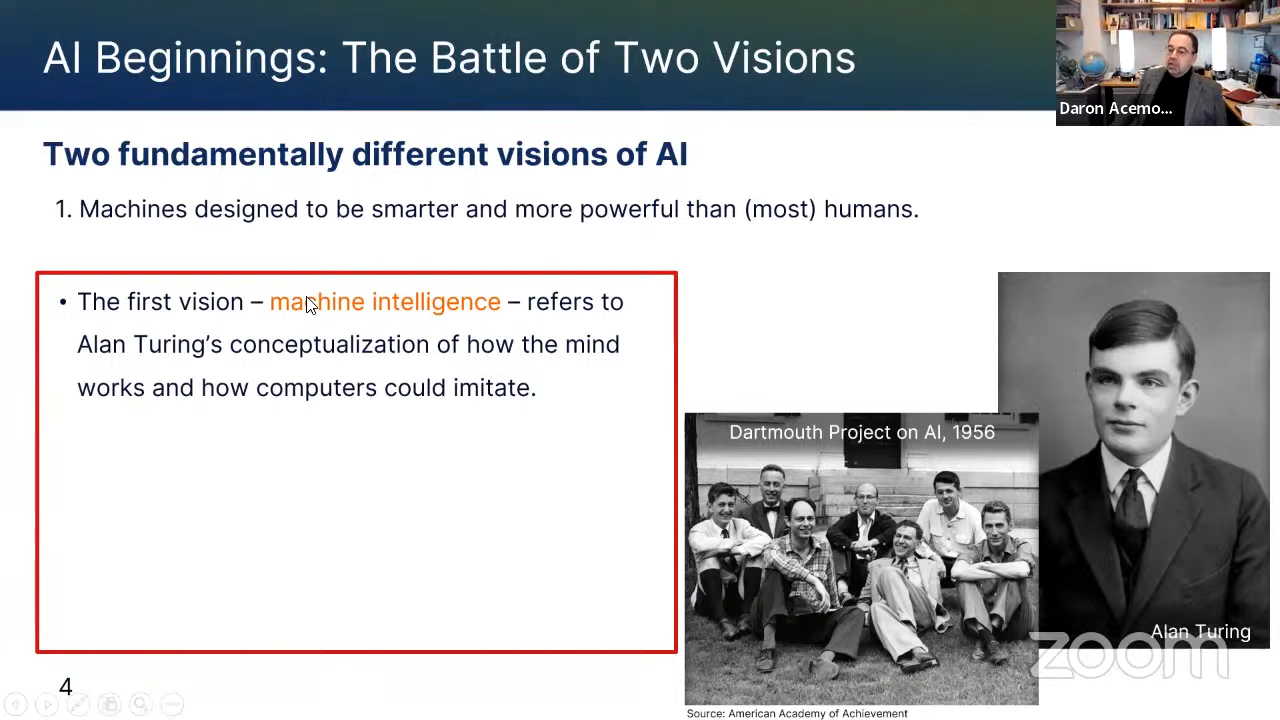 AI Beginnings: The Battle of Two Visions
Daron Acemo...
Two fundamentally different visions of AI
1. Machines designed to be smarter and more powerful than (most) humans.
• The first vision – machine intelligence – refers to
Alan Turing’s conceptualization of how the mind
works and how computers could imitate.
Dartmouth Project on AI, 1956
Alan Turing
zoom
4
Source: American Academy of Achievement